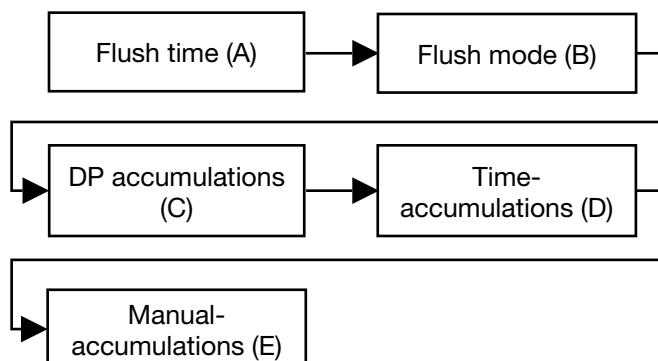 Flush time (A)
Flush mode (B)
DP accumulations
(C)
Time-
accumulations (D)
Manual-
accumulations (E)